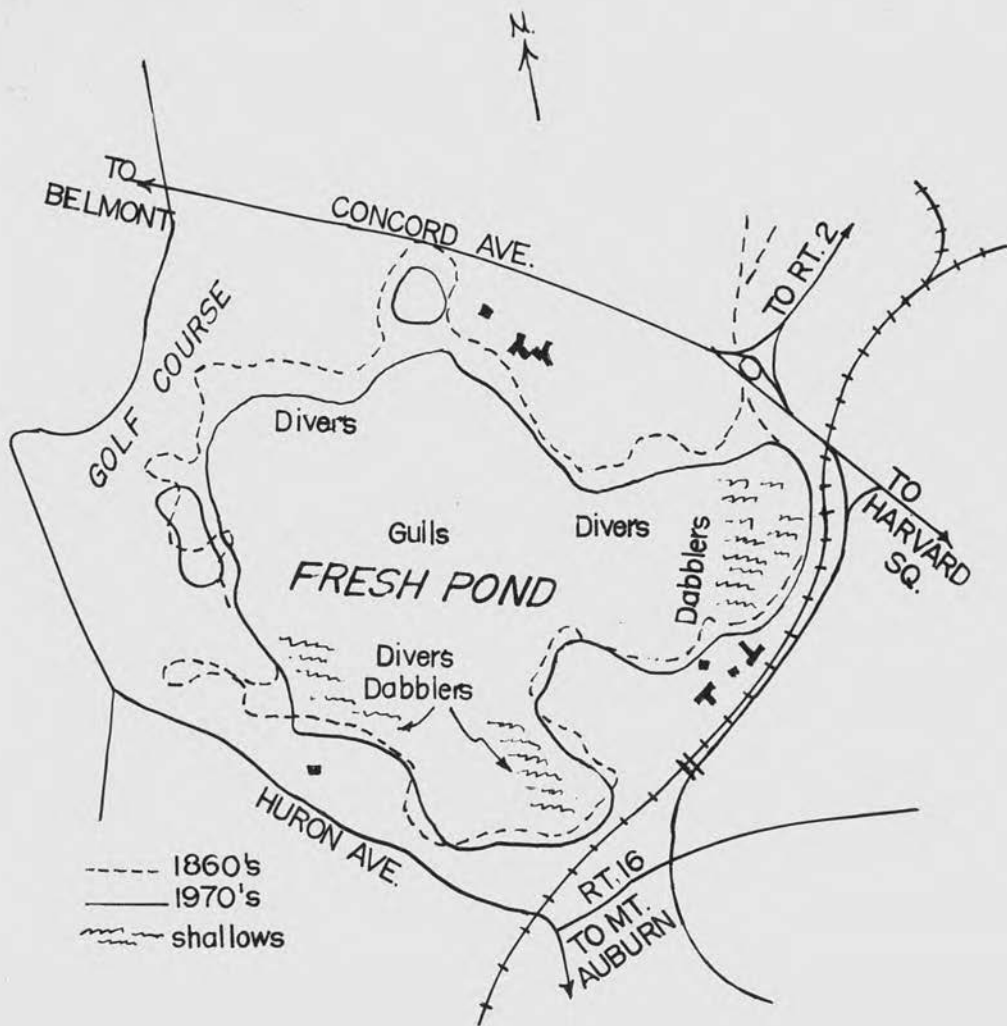 N.
TO
BELMONT
CONCORD AVE.
TO RT. 2
GOLF COURSE
Divers
Gulls
Divers
Dabblers
FRESH POND
TO
HARVARD
SQ.
Divers
Dabblers
HURON AVE.
RT. 16
TO MT.
AUBURN
1860's
1970's
shallows